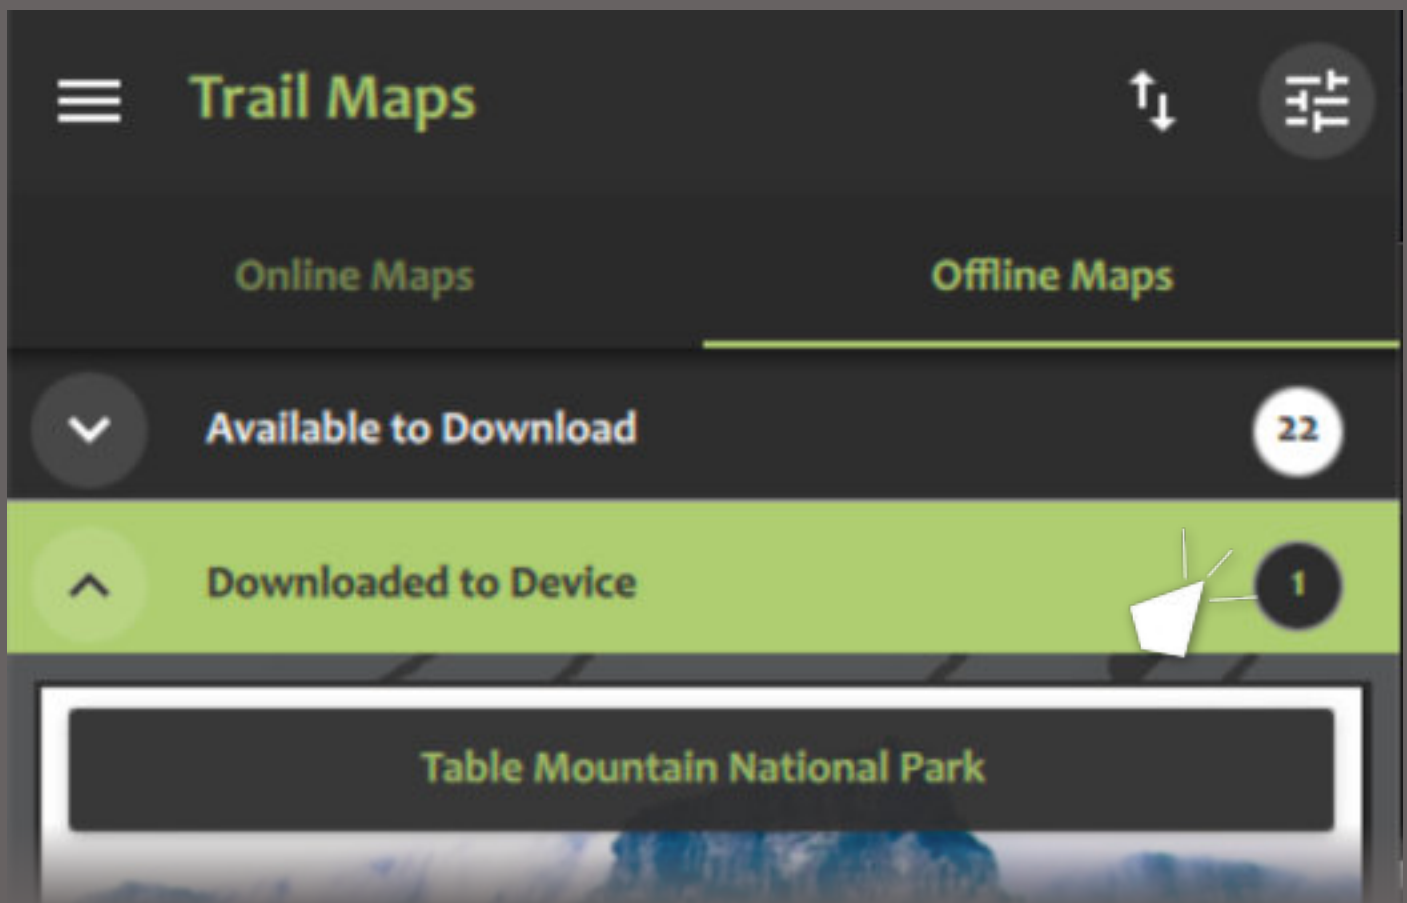 Trail Maps
Online Maps
Offline Maps
Available to Download
22
Downloaded to Device
1
Table Mountain National Park